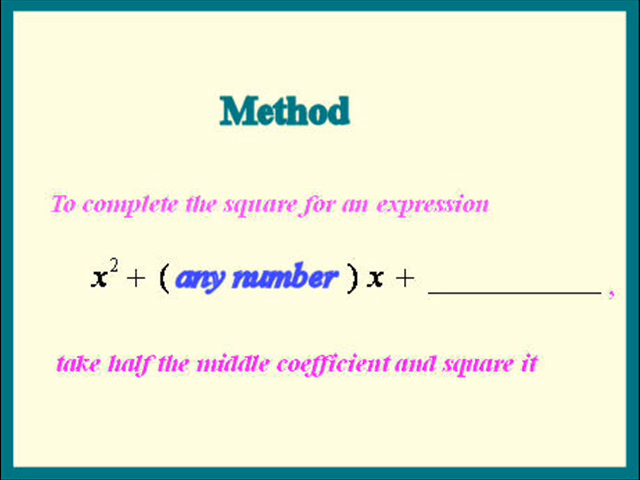 Method
To complete the square for an expression
x² + ( any number ) x + __________ ,
take half the middle coefficient and square it